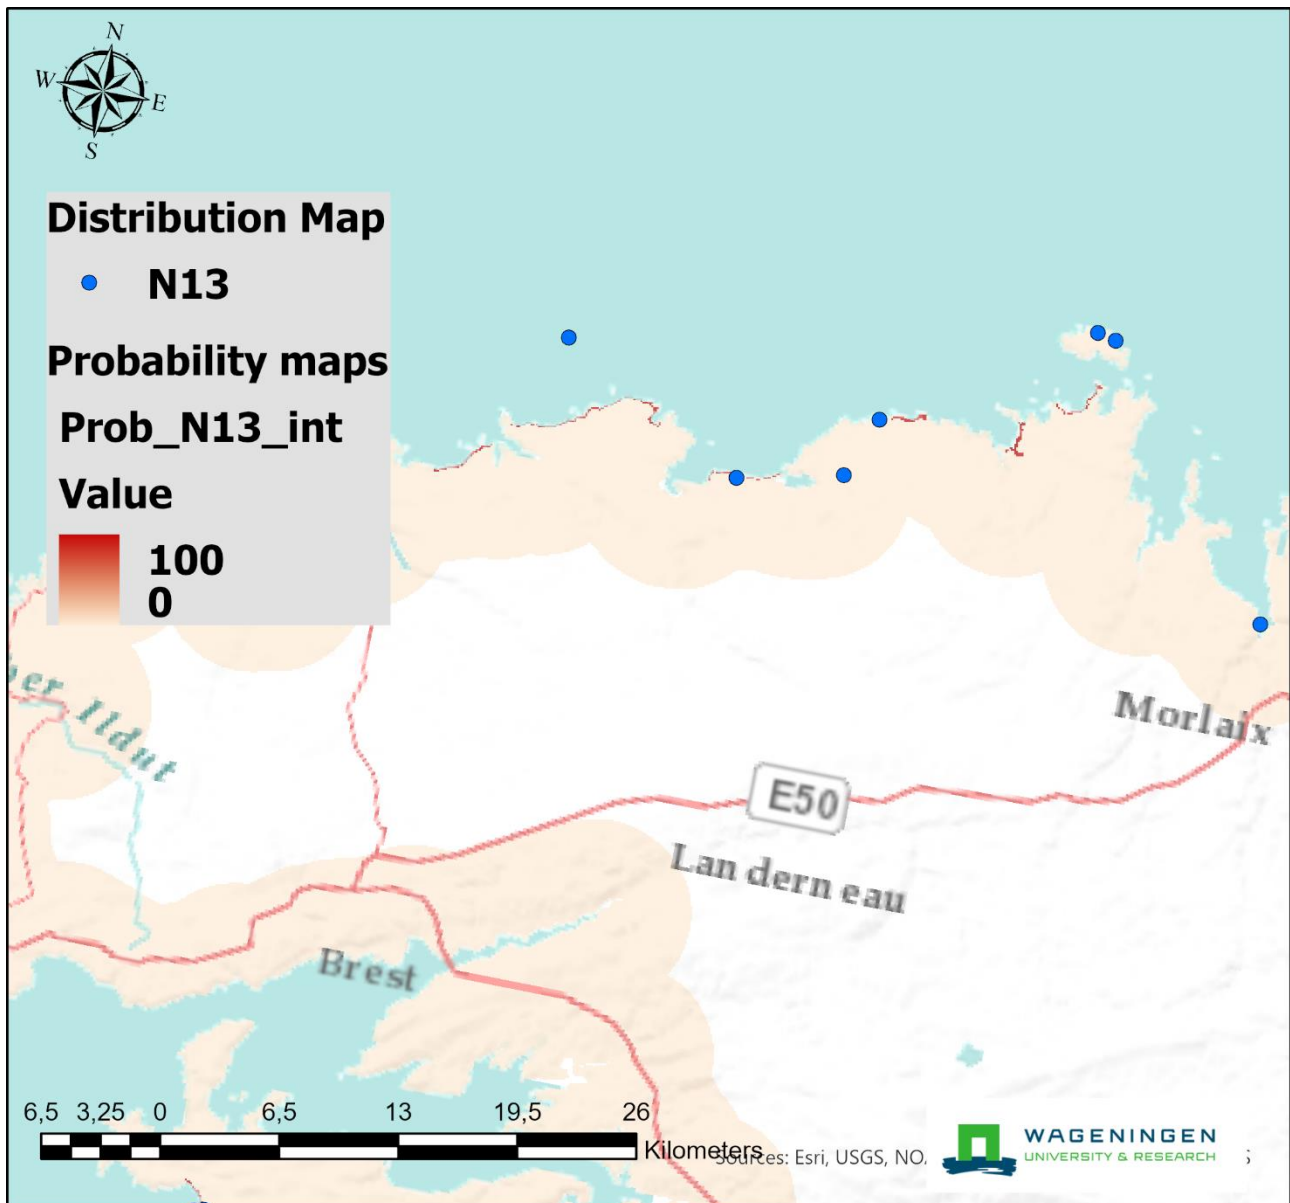 N
W
E
S
Distribution Map
N13
Probability maps
Prob_N13_int
Value
100
0
Ildut
Morlaix
E50
Landerneau
Brest
6,5 3,25 0 6,5 13 19,5 26
Kilometers
Sources: Esri, USGS,
WAGENINGEN
UNIVERSITY & RESEARCH